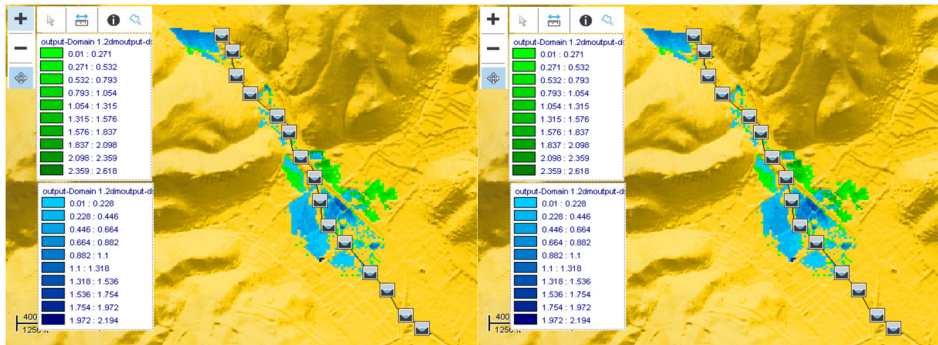 output-Domain 1.2dmoutput-d
0.01 : 0.271
0.271 : 0.532
0.532 : 0.793
0.793 : 1.054
1.054 : 1.315
1.315 : 1.576
1.576 : 1.837
1.837 : 2.098
2.098 : 2.359
2.359 : 2.618
output-Domain 1.2dmoutput-d
0.01 : 0.228
0.228 : 0.446
0.446 : 0.664
0.664 : 0.882
0.882 : 1.1
1.1 : 1.318
1.318 : 1.536
1.536 : 1.754
1.754 : 1.972
1.972 : 2.194
400
1250 ft
output-Domain 1.2dmoutput-d
0.01 : 0.271
0.271 : 0.532
0.532 : 0.793
0.793 : 1.054
1.054 : 1.315
1.315 : 1.576
1.576 : 1.837
1.837 : 2.098
2.098 : 2.359
2.359 : 2.618
output-Domain 1.2dmoutput-d
0.01 : 0.228
0.228 : 0.446
0.446 : 0.664
0.664 : 0.882
0.882 : 1.1
1.1 : 1.318
1.318 : 1.536
1.536 : 1.754
1.754 : 1.972
1.972 : 2.194
400
1250 ft